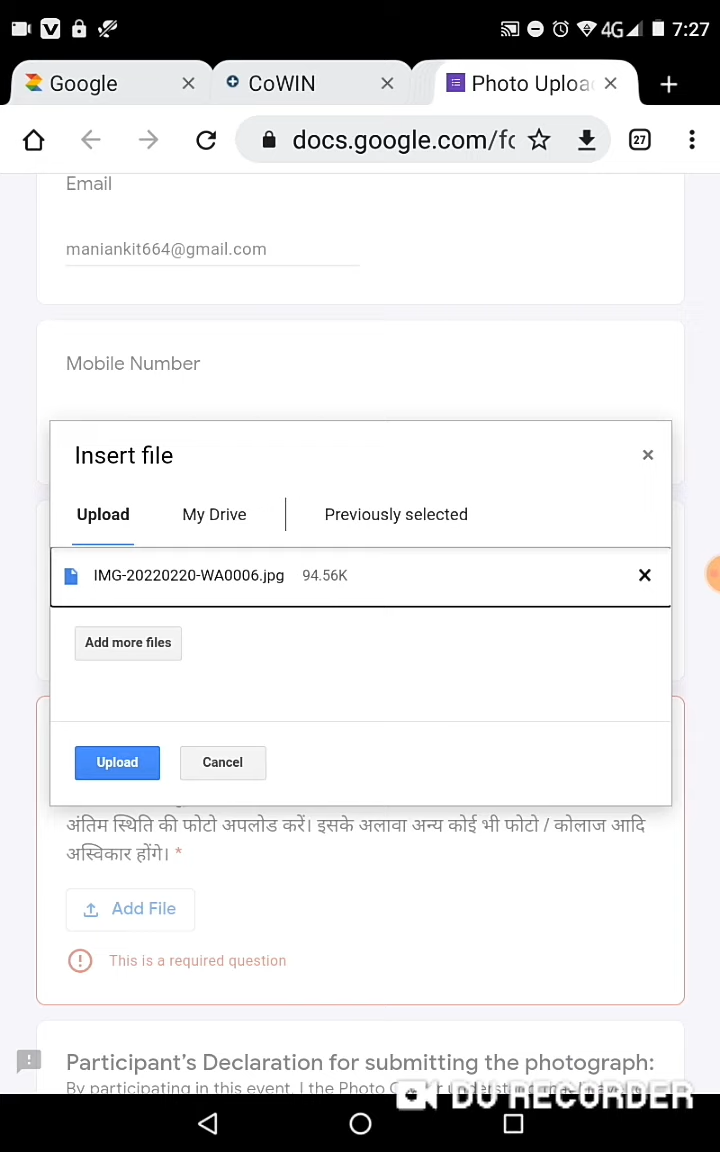 7:27
4G
Google
CoWIN
Photo Uploa
docs.google.com/fo
27
Email
maniankit664@gmail.com
Mobile Number
Insert file
Upload
My Drive
Previously selected
IMG-20220220-WA0006.jpg 94.56K
Add more files
Upload
Cancel
अंतिम स्थिति की फोटो अपलोड करें। इसके अलावा अन्य कोई भी फोटो / कोलाज आदि
अस्विकार होंगे। *
Add File
This is a required question
Participant's Declaration for submitting the photograph:
By participating in this event, I the Photo
DU RECORDER